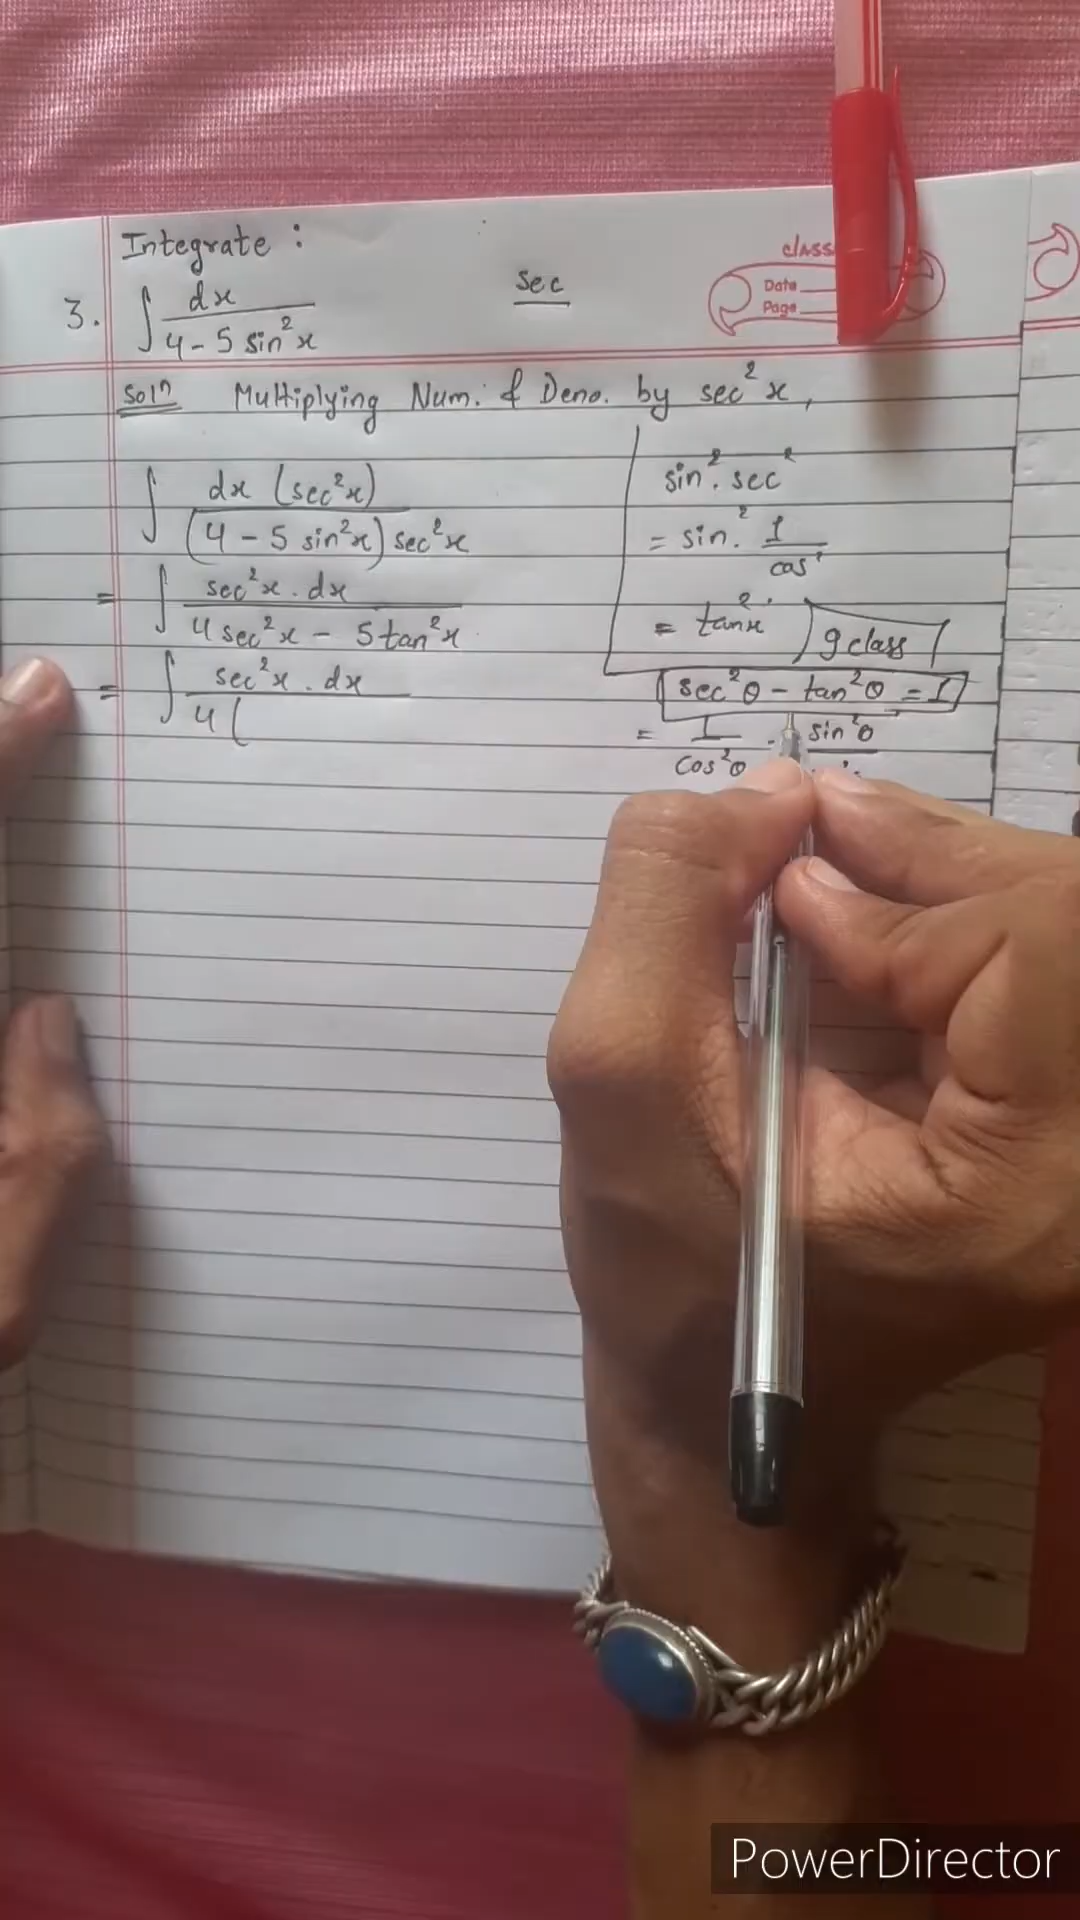 Integrate :
sec
class
Date
Page
3. ∫ dx / 4 - 5 sin²x
Soln Multiplying Num. & Deno. by sec²x,
∫ dx (sec²x) / (4 - 5 sin²x) sec²x
= ∫ sec²x . dx / 4 sec²x - 5 tan²x
= ∫ sec²x . dx / 4 (
sin². sec²
= sin². 1 / cos²
= tan²x
9 class
sec²θ - tan²θ = 1
= 1 / cos²θ - sin²θ
PowerDirector